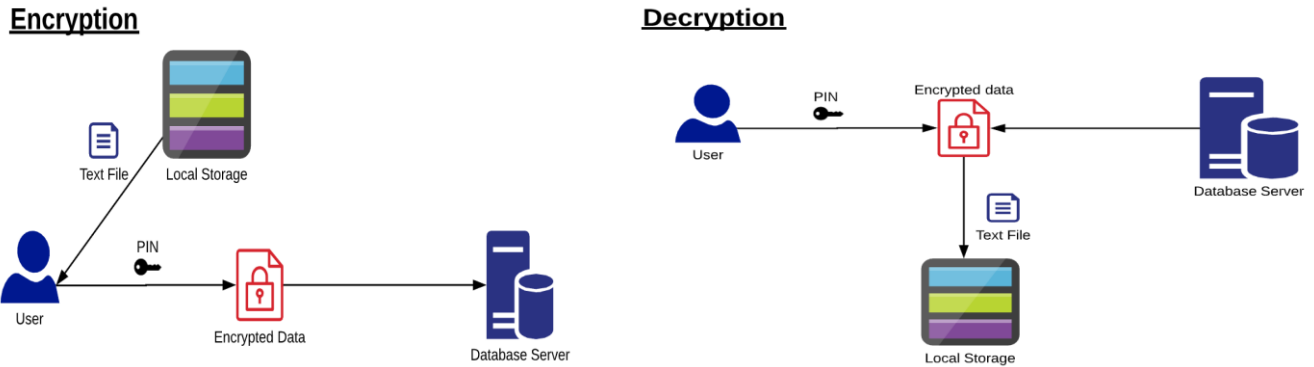 Encryption
Text File
Local Storage
PIN
User
Encrypted Data
Database Server
Decryption
Encrypted data
PIN
User
Database Server
Text File
Local Storage